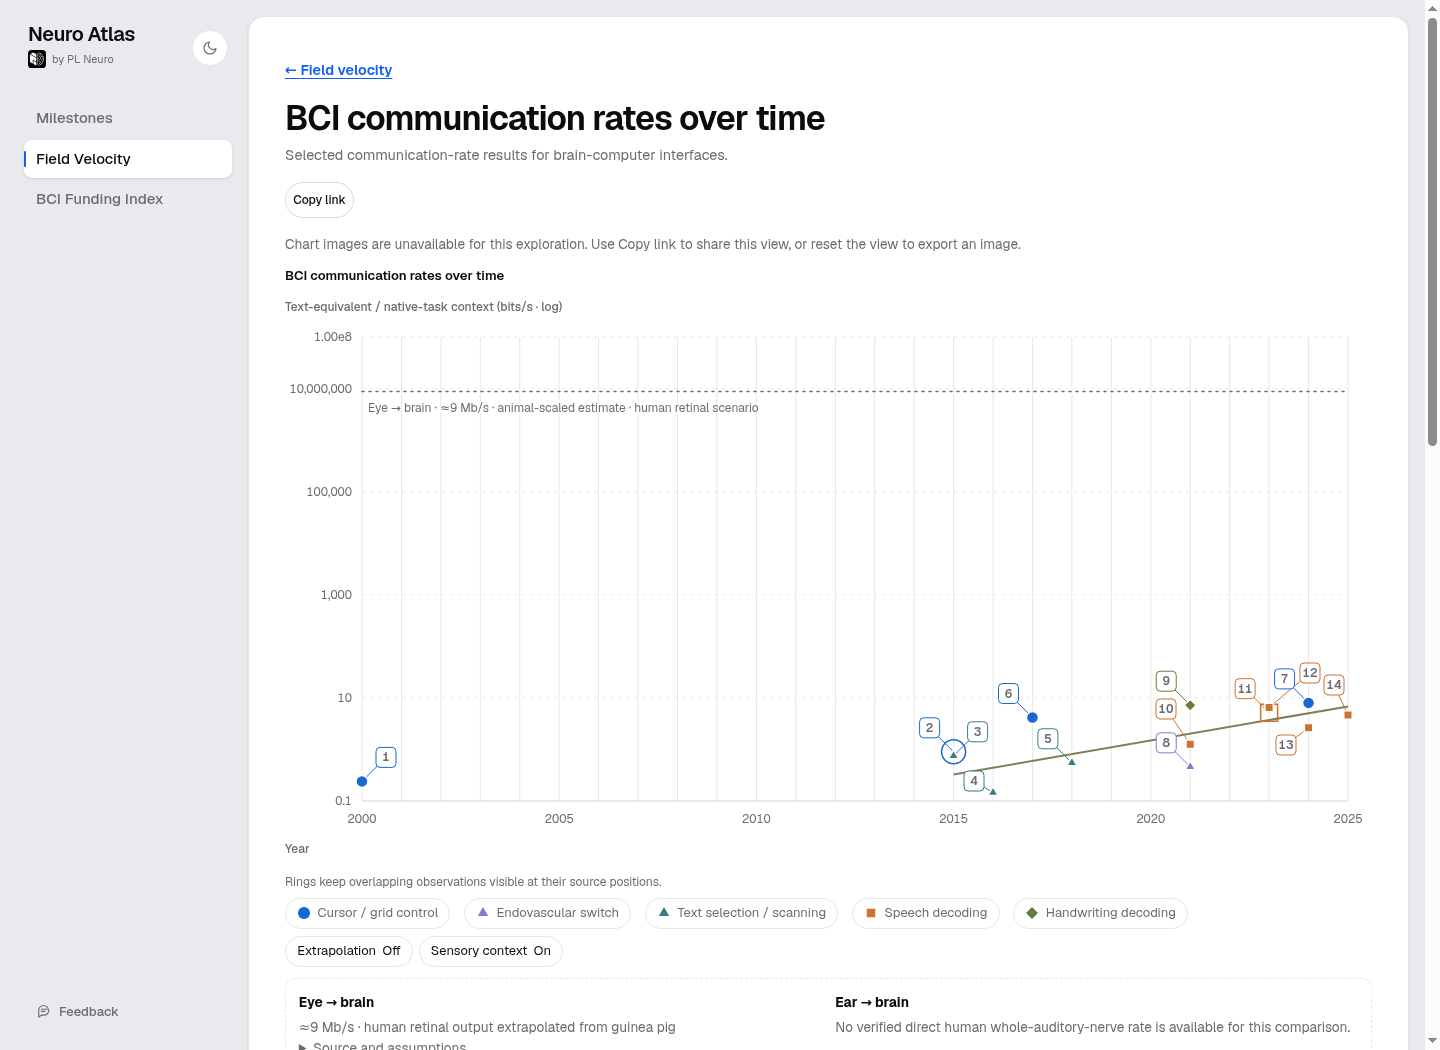 Neuro Atlas
by PL Neuro
Milestones
Field Velocity
BCI Funding Index
Feedback
← Field velocity
BCI communication rates over time
Selected communication-rate results for brain-computer interfaces.
Copy link
Chart images are unavailable for this exploration. Use Copy link to share this view, or reset the view to export an image.
BCI communication rates over time
Text-equivalent / native-task context (bits/s · log)
1.00e8
10,000,000
Eye → brain · ≈9 Mb/s · animal-scaled estimate · human retinal scenario
100,000
1,000
10
0.1
1
2
3
4
5
6
7
8
9
10
11
12
13
14
2000
2005
2010
2015
2020
2025
Year
Rings keep overlapping observations visible at their source positions.
Cursor / grid control
Endovascular switch
Text selection / scanning
Speech decoding
Handwriting decoding
Extrapolation Off
Sensory context On
Eye → brain
≈9 Mb/s · human retinal output extrapolated from guinea pig
▶ Source and assumptions
Ear → brain
No verified direct human whole-auditory-nerve rate is available for this comparison.